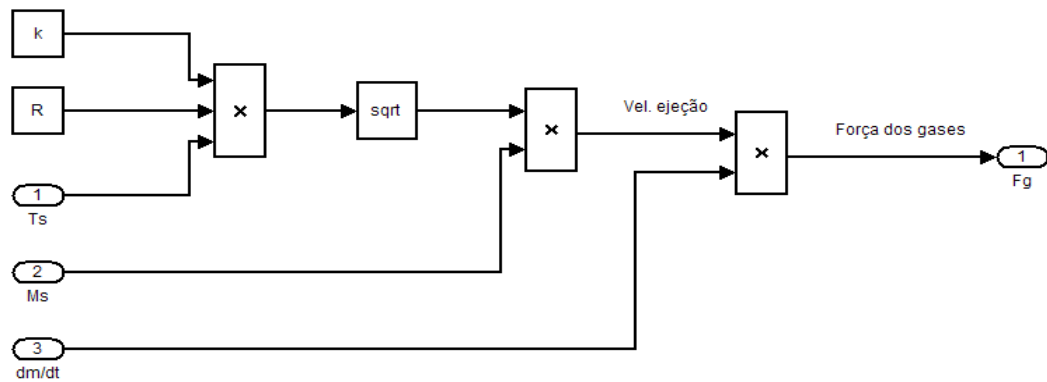 k
R
×
sqrt
×
Vel. ejeção
×
Força dos gases
1
Fg
1
Ts
2
Ms
3
dm/dt